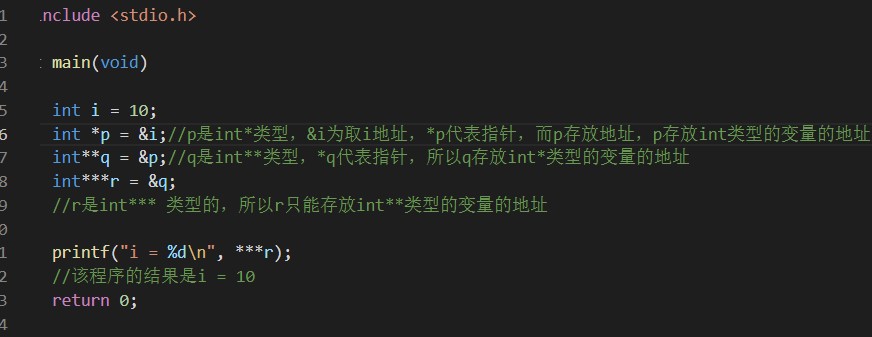 1 .nclude <stdio.h>
2
3 : main(void)
4
5 int i = 10;
6 int *p = &i;//p是int*类型，&i为取i地址，*p代表指针，而p存放地址，p存放int类型的变量的地址
7 int**q = &p;//q是int**类型，*q代表指针，所以q存放int*类型的变量的地址
8 int***r = &q;
9 //r是int*** 类型的，所以r只能存放int**类型的变量的地址
0
1 printf("i = %d\n", ***r);
2 //该程序的结果是i = 10
3 return 0;
4